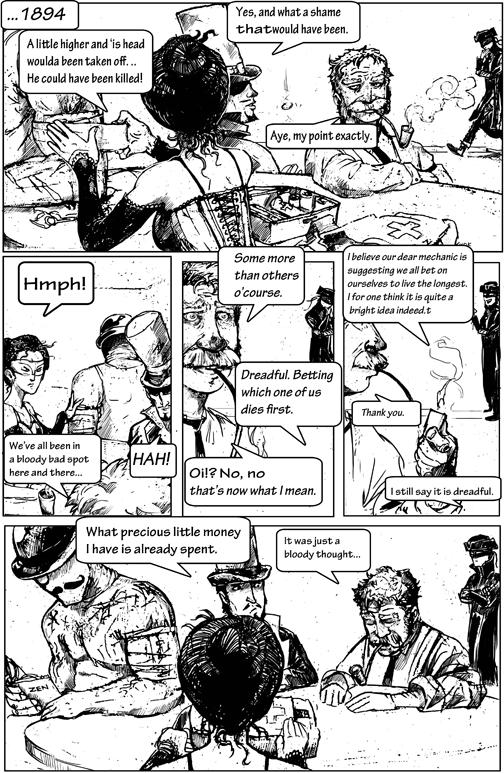 ...1894
Yes, and what a shame
that would have been.
A little higher and 'is head
woulda been taken off. ..
He could have been killed!
Aye, my point exactly.
Hmph!
We've all been in
a bloody bad spot
here and there...
HAH!
Some more
than others
o'course.
Dreadful. Betting
which one of us
dies first.
Oi!? No, no
that's now what I mean.
I believe our dear mechanic is
suggesting we all bet on
ourselves to live the longest.
I for one think it is quite a
bright idea indeed.t
Thank you.
I still say it is dreadful.
What precious little money
I have is already spent.
It was just a
bloody thought...
ZEN